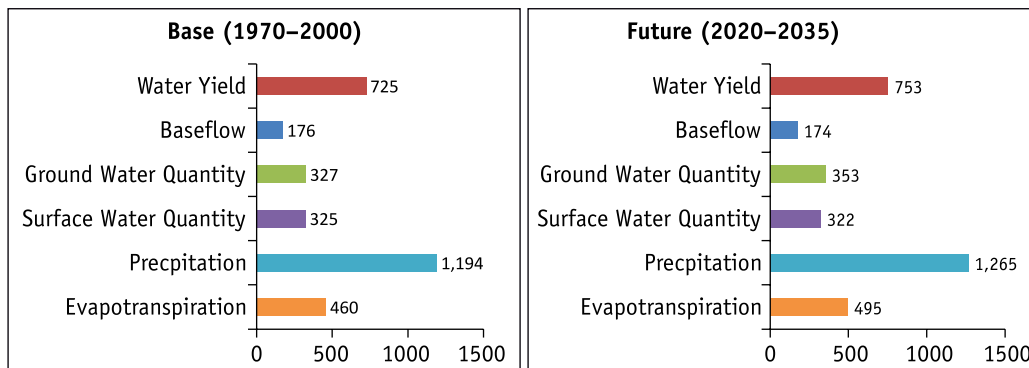 Base (1970–2000)
Water Yield 725
Baseflow 176
Ground Water Quantity 327
Surface Water Quantity 325
Precpitation 1,194
Evapotranspiration 460
0 500 1000 1500
Future (2020–2035)
Water Yield 753
Baseflow 174
Ground Water Quantity 353
Surface Water Quantity 322
Precpitation 1,265
Evapotranspiration 495
0 500 1000 1500